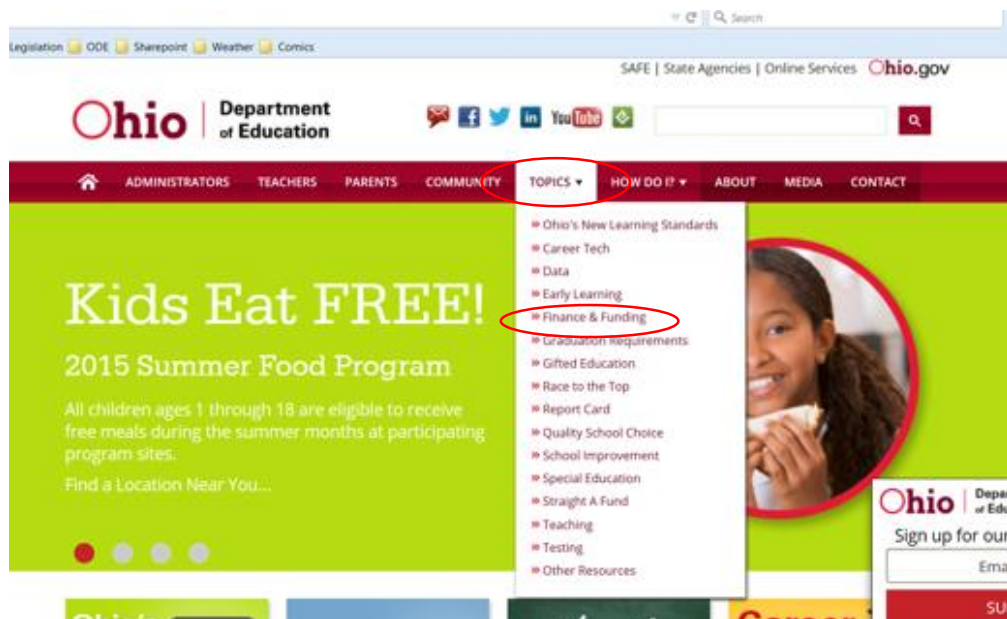 Search
Legislation ODE Sharepoint Weather Comics
SAFE | State Agencies | Online Services Ohio.gov
Ohio Department of Education
You Tube
ADMINISTRATORS TEACHERS PARENTS COMMUNITY TOPICS HOW DO I? ABOUT MEDIA CONTACT
Ohio's New Learning Standards
Career Tech
Data
Early Learning
Finance & Funding
Graduation Requirements
Gifted Education
Race to the Top
Report Card
Quality School Choice
School Improvement
Special Education
Straight A Fund
Teaching
Testing
Other Resources
Kids Eat FREE!
2015 Summer Food Program
All children ages 1 through 18 are eligible to receive
free meals during the summer months at participating
program sites.
Find a Location Near You...
Ohio
Sign up for our